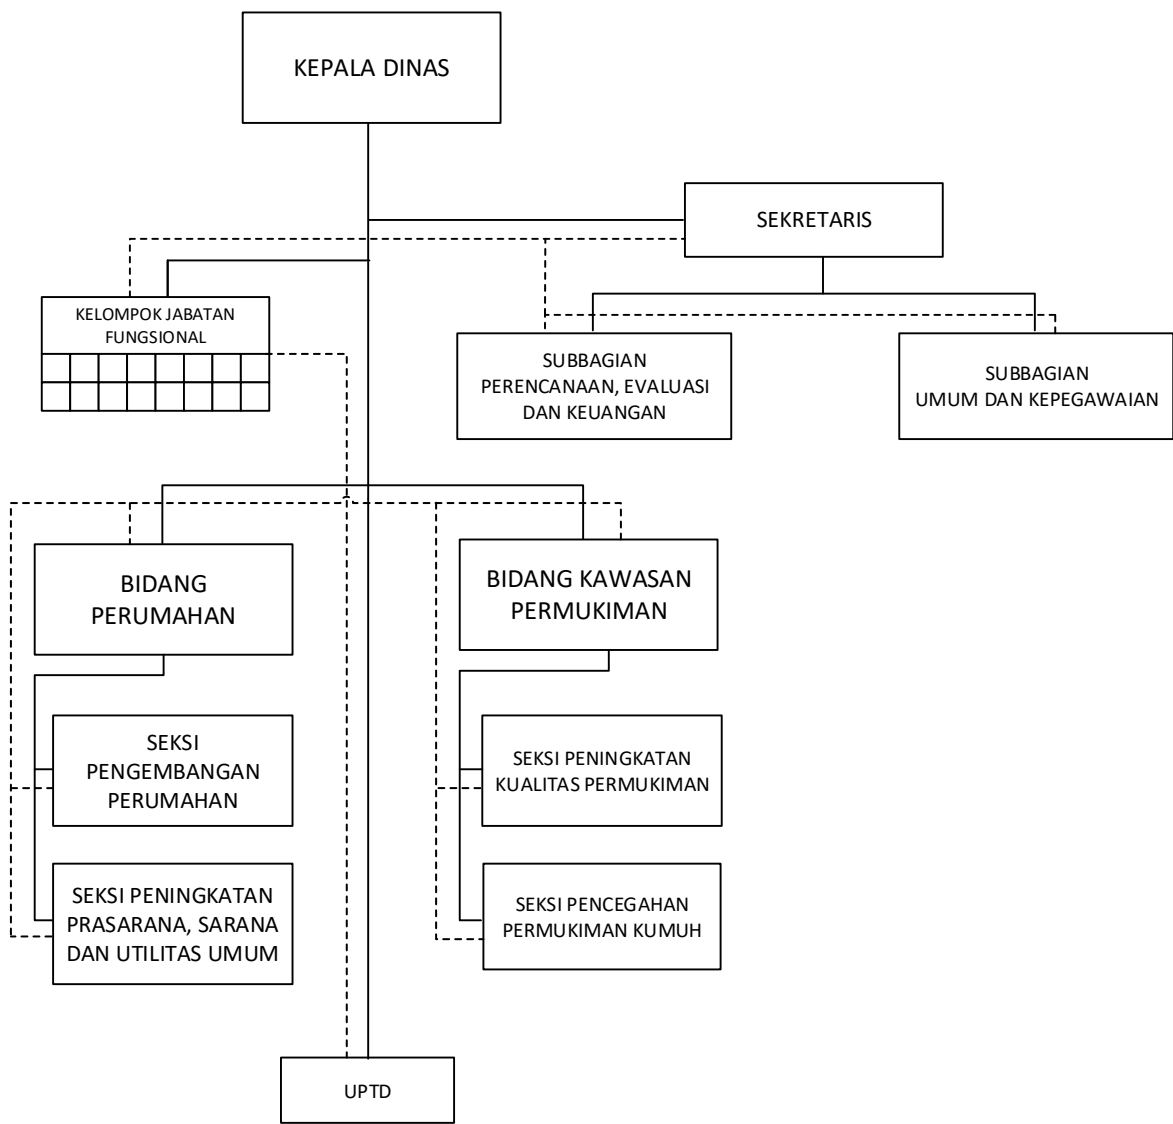 KEPALA DINAS
SEKRETARIS
KELOMPOK JABATAN
FUNGSIONAL
SUBBAGIAN
PERENCANAAN, EVALUASI
DAN KEUANGAN
SUBBAGIAN
UMUM DAN KEPEGAWAIAN
BIDANG
PERUMAHAN
BIDANG KAWASAN
PERMUKIMAN
SEKSI
PENGEMBANGAN
PERUMAHAN
SEKSI PENINGKATAN
KUALITAS PERMUKIMAN
SEKSI PENINGKATAN
PRASARANA, SARANA
DAN UTILITAS UMUM
SEKSI PENCEGAHAN
PERMUKIMAN KUMUH
UPTD